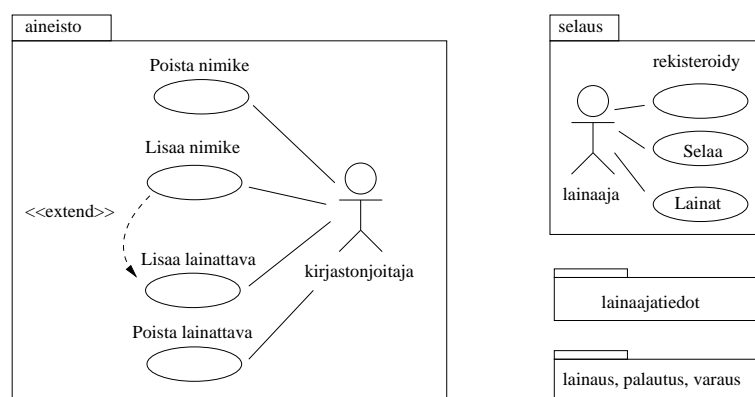 aineisto
Poista nimike
Lisaa nimike
<<extend>>
Lisaa lainattava
kirjastonjoitaja
Poista lainattava
selaus
rekisteroidy
Selaa
lainaaja
Lainat
lainaajatiedot
lainaus, palautus, varaus